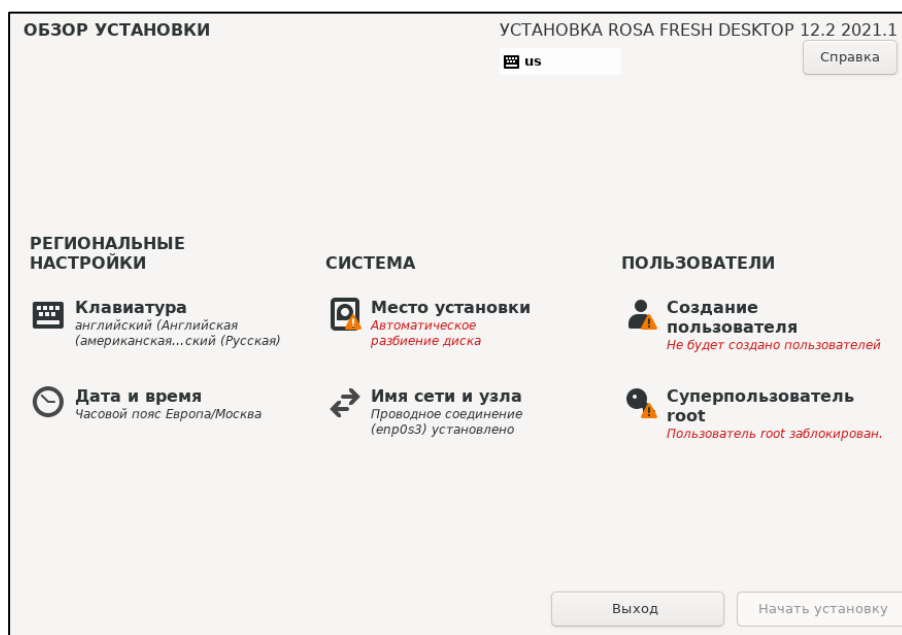 ОБЗОР УСТАНОВКИ
УСТАНОВКА ROSA FRESH DESKTOP 12.2 2021.1
us
Справка
РЕГИОНАЛЬНЫЕ
НАСТРОЙКИ
Клавиатура
английский (Английская
(американская...ский (Русская)
Дата и время
Часовой пояс Европа/Москва
СИСТЕМА
Место установки
Автоматическое
разбиение диска
Имя сети и узла
Проводное соединение
(enp0s3) установлено
ПОЛЬЗОВАТЕЛИ
Создание
пользователя
Не будет создано пользователей
Суперпользователь
root
Пользователь root заблокирован.
Выход
Начать установку